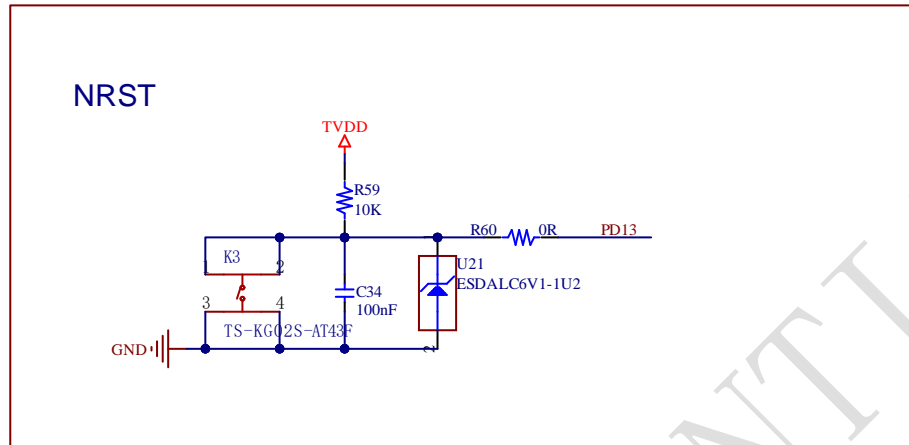 NRST
TVDD
R59
10K
R60
0R
PD13
K3
1
2
U21
ESDALC6V1-1U2
C34
100nF
3
4
TS-KG02S-AT43F
GND
2
NTI